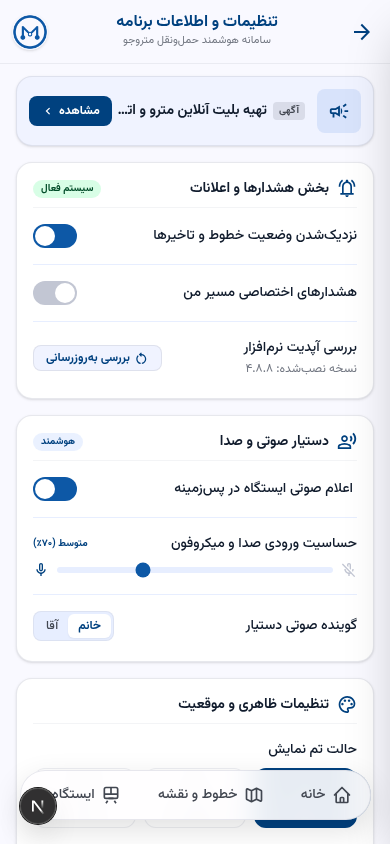 تنظیمات و اطلاعات برنامه
سامانه هوشمند حمل‌ونقل متروجو
آگهی تهیه بلیت آنلاین مترو و ات... مشاهده
بخش هشدارها و اعلانات سیستم فعال
نزدیک‌شدن وضعیت خطوط و تاخیرها
هشدارهای اختصاصی مسیر من
بررسی آپدیت نرم‌افزار بررسی به‌روزرسانی
نسخه نصب‌شده: ۴.۸.۸
دستیار صوتی و صدا هوشمند
اعلام صوتی ایستگاه در پس‌زمینه
حساسیت ورودی صدا و میکروفون متوسط (۷۰٪)
گوینده صوتی دستیار خانم آقا
تنظیمات ظاهری و موقعیت
حالت تم نمایش
خانه خطوط و نقشه ایستگاه
N